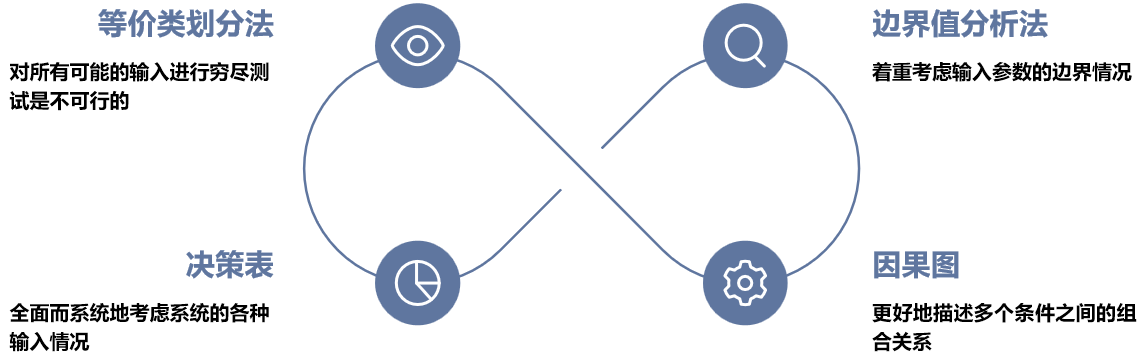 等价类划分法
对所有可能的输入进行穷尽测
试是不可行的
边界值分析法
着重考虑输入参数的边界情况
决策表
全面而系统地考虑系统的各种
输入情况
因果图
更好地描述多个条件之间的组
合关系